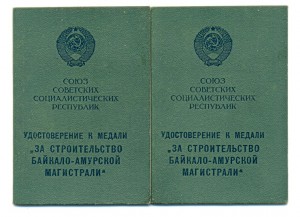 СОЮЗ
СОВЕТСКИХ
СОЦИАЛИСТИЧЕСКИХ
РЕСПУБЛИК
УДОСТОВЕРЕНИЕ К МЕДАЛИ
„ЗА СТРОИТЕЛЬСТВО
БАЙКАЛО-АМУРСКОЙ
МАГИСТРАЛИ“
СОЮЗ
СОВЕТСКИХ
СОЦИАЛИСТИЧЕСКИХ
РЕСПУБЛИК
УДОСТОВЕРЕНИЕ К МЕДАЛИ
„ЗА СТРОИТЕЛЬСТВО
БАЙКАЛО-АМУРСКОЙ
МАГИСТРАЛИ“